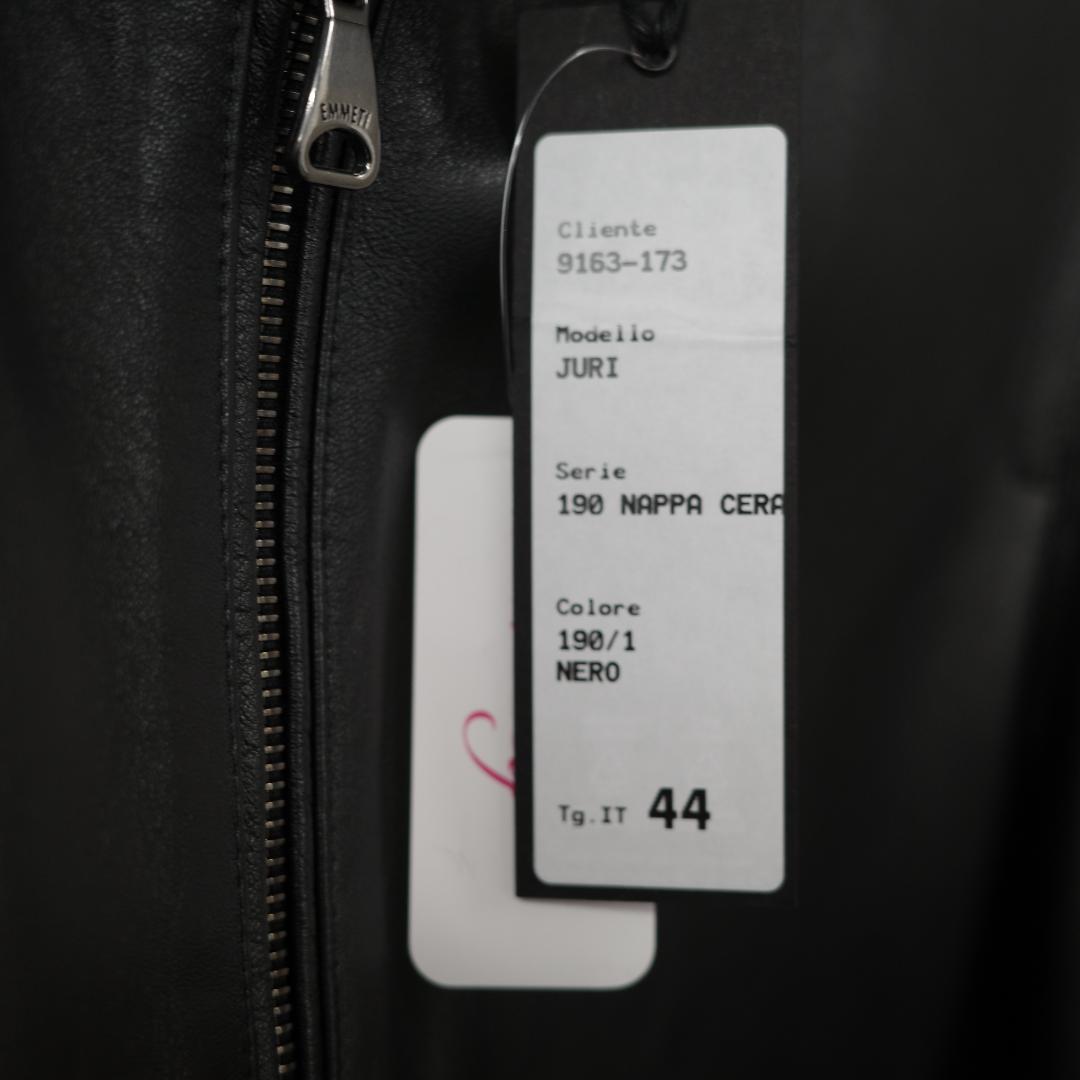 EMMETI
Cliente
9163-173
Modello
JURI
Serie
190 NAPPA CERA
Colore
190/1
NERO
Tg.IT 44